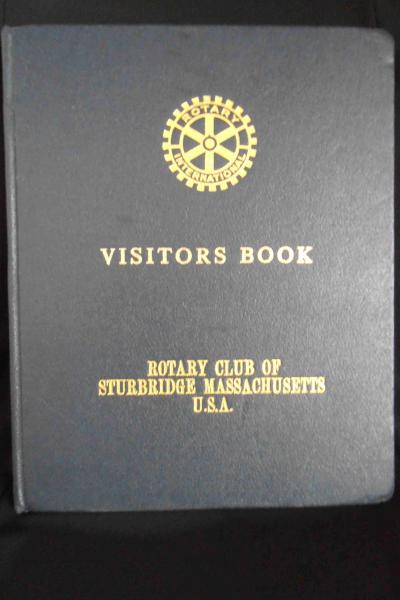 ROTARY
INTERNATIONAL
VISITORS BOOK
ROTARY CLUB OF
STURBRIDGE MASSACHUSETTS
U.S.A.